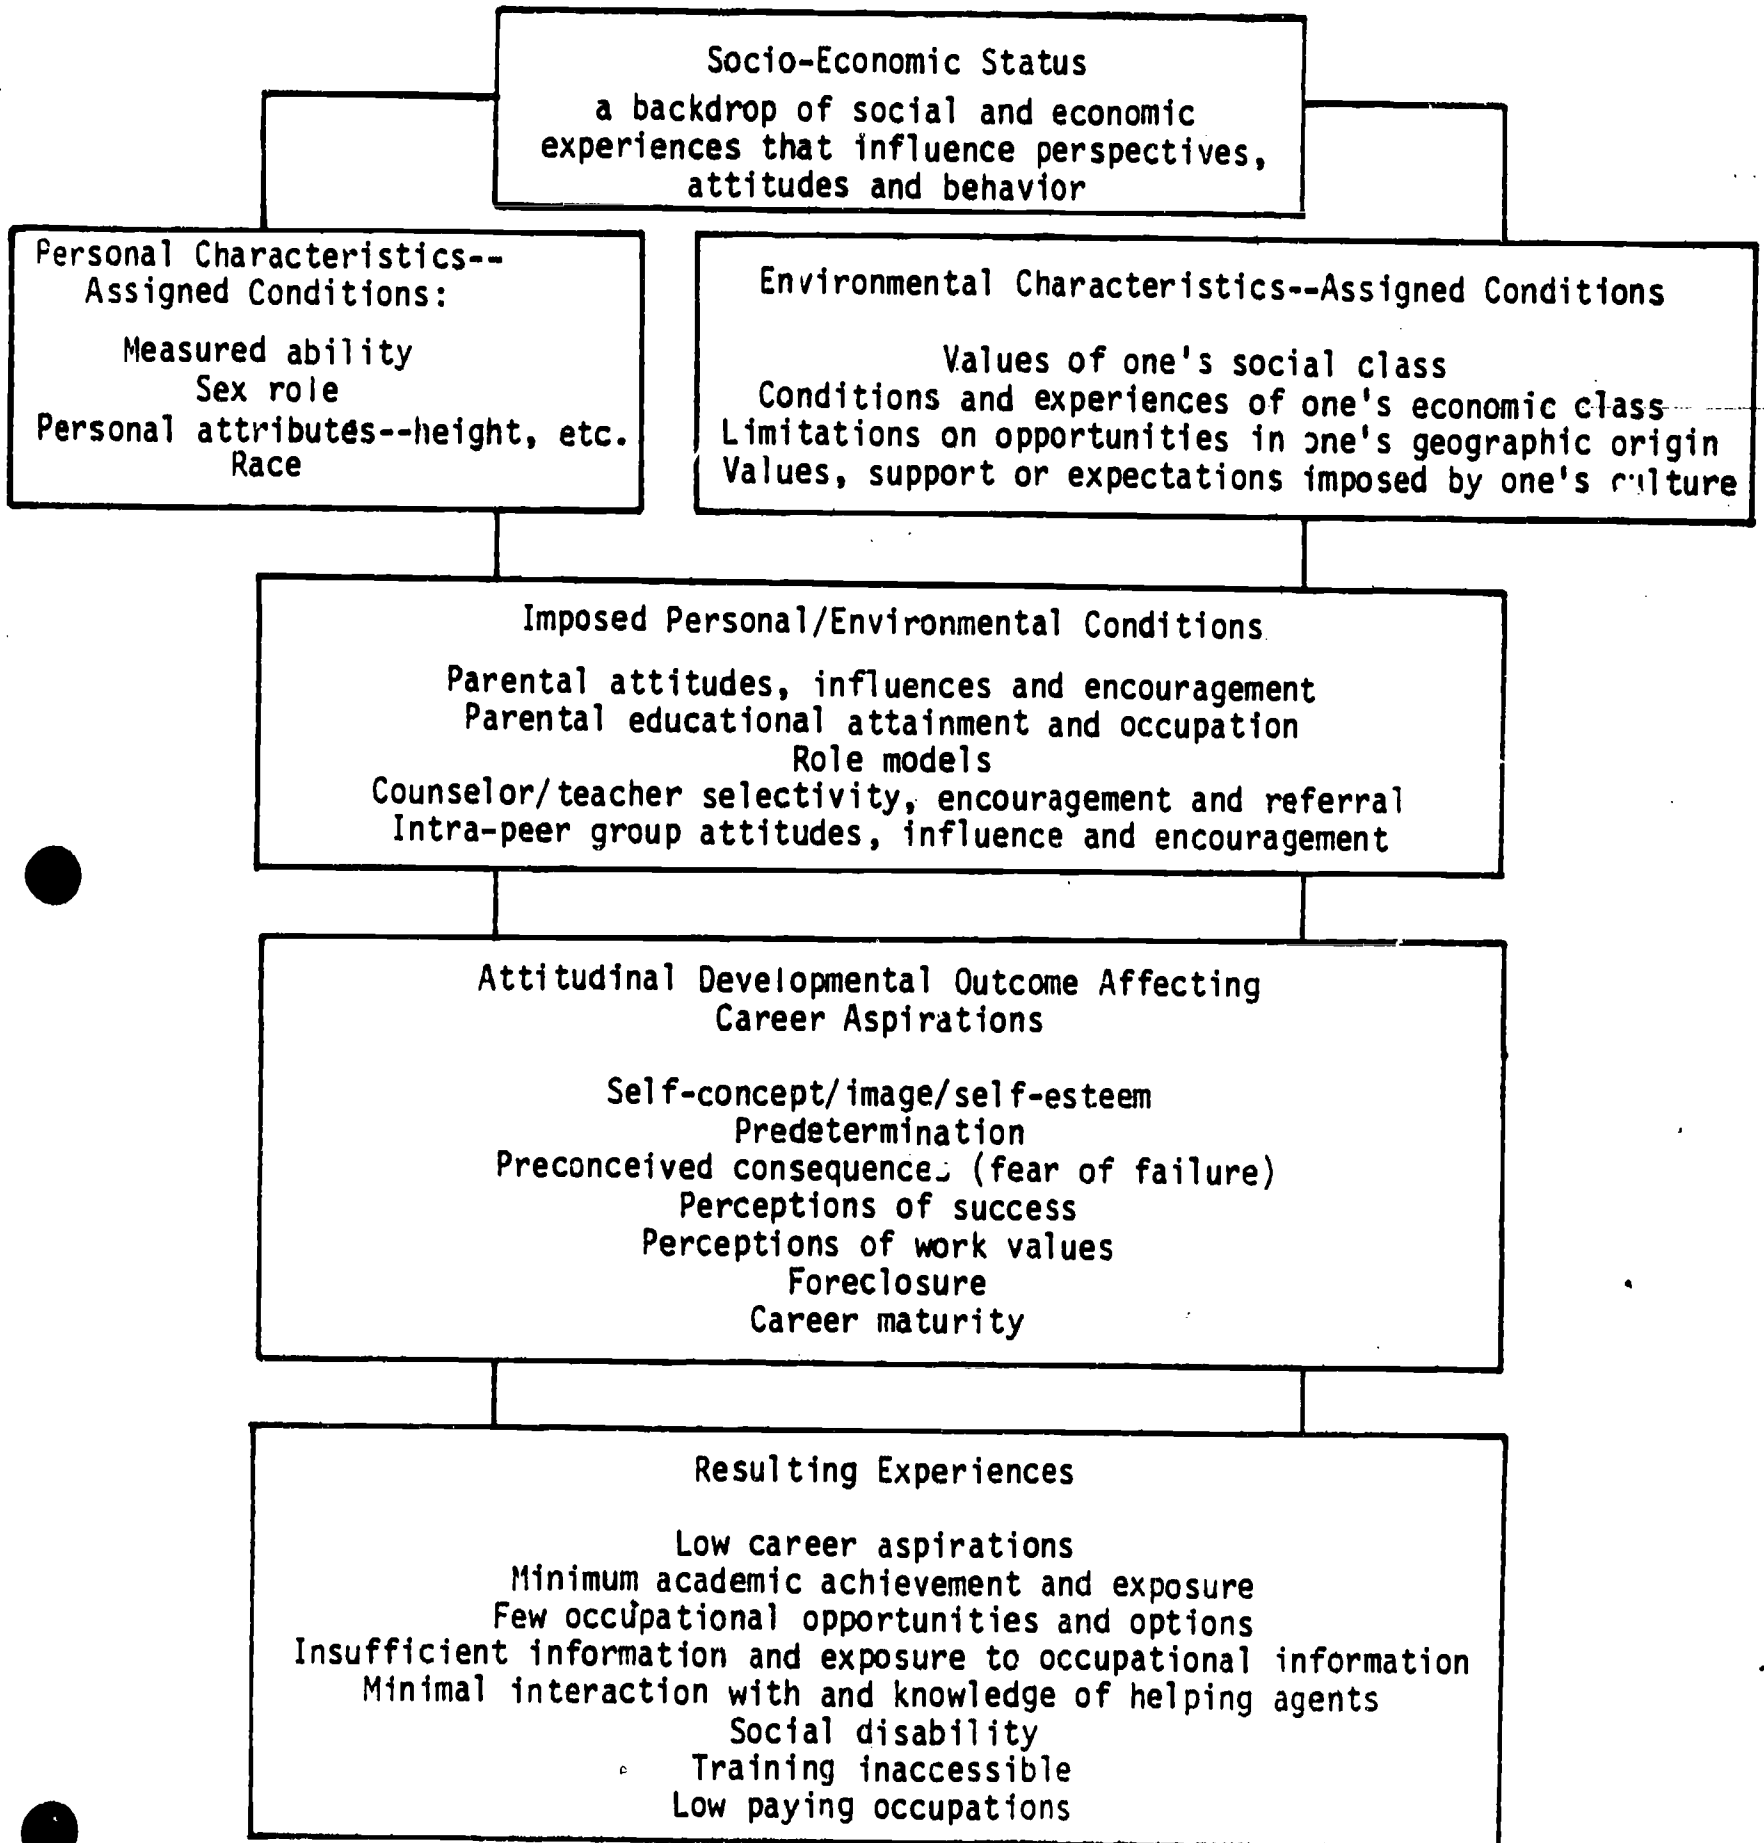 Socio-Economic Status
a backdrop of social and economic
experiences that influence perspectives,
attitudes and behavior
Personal Characteristics--
Assigned Conditions:
Measured ability
Sex role
Personal attributes--height, etc.
Race
Environmental Characteristics--Assigned Conditions
Values of one's social class
Conditions and experiences of one's economic class
Limitations on opportunities in one's geographic origin
Values, support or expectations imposed by one's culture
Imposed Personal/Environmental Conditions
Parental attitudes, influences and encouragement
Parental educational attainment and occupation
Role models
Counselor/teacher selectivity, encouragement and referral
Intra-peer group attitudes, influence and encouragement
Attitudinal Developmental Outcome Affecting
Career Aspirations
Self-concept/image/self-esteem
Predetermination
Preconceived consequences (fear of failure)
Perceptions of success
Perceptions of work values
Foreclosure
Career maturity
Resulting Experiences
Low career aspirations
Minimum academic achievement and exposure
Few occupational opportunities and options
Insufficient information and exposure to occupational information
Minimal interaction with and knowledge of helping agents
Social disability
Training inaccessible
Low paying occupations